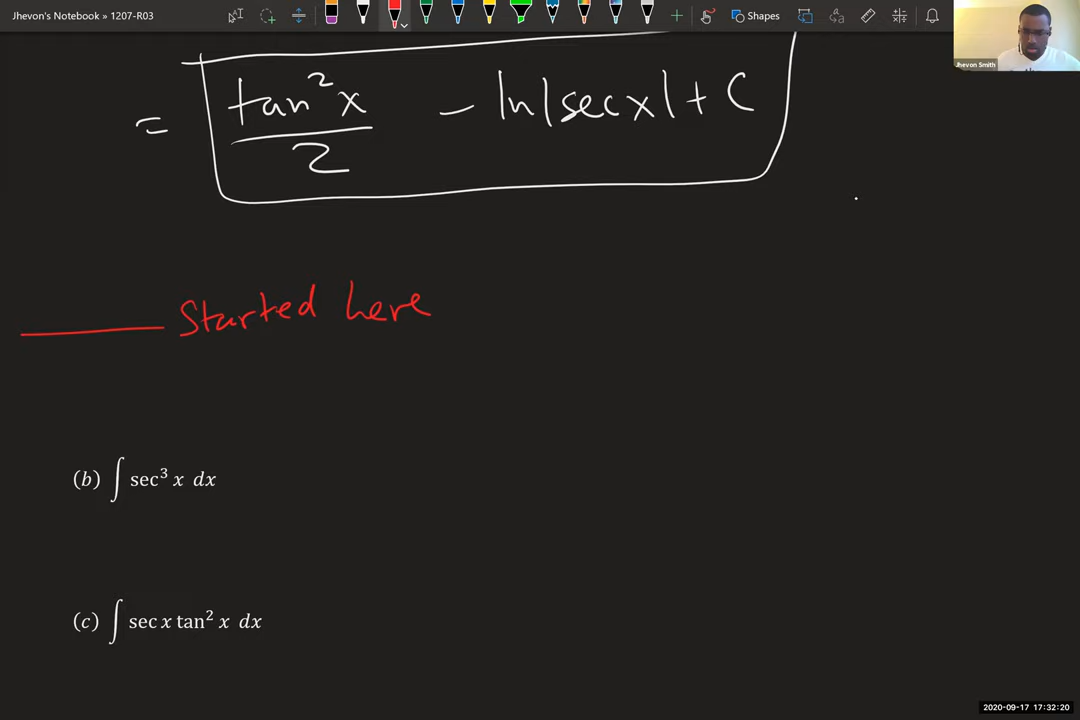 Jhevon's Notebook » 1207-R03
Shapes
Jhevon Smith
= tan²x / 2 - ln|sec x| + C
Started here
(b) ∫ sec³ x dx
(c) ∫ sec x tan² x dx
2020-09-17 17:32:20